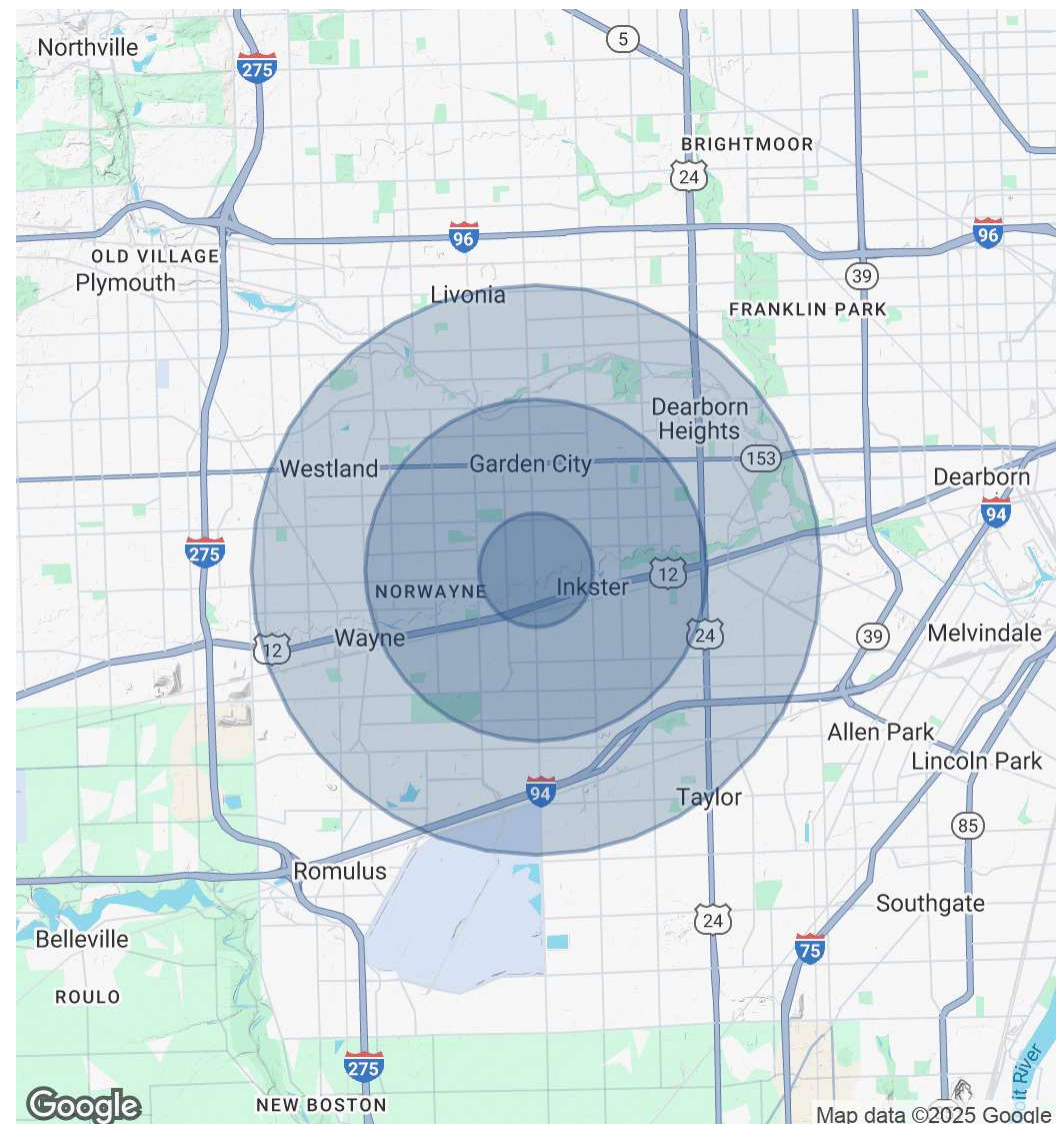 Northville
275
5
BRIGHTMOOR
24
96
96
OLD VILLAGE
Plymouth
39
Livonia
FRANKLIN PARK
Dearborn
Heights
Westland
Garden City
153
Dearborn
94
275
12
NORWAYNE
Inkster
Wayne
12
24
39
Melvindale
Allen Park
Lincoln Park
94
Taylor
85
Romulus
Southgate
24
Belleville
75
ROULO
275
River
NEW BOSTON
Google
Map data ©2025 Google